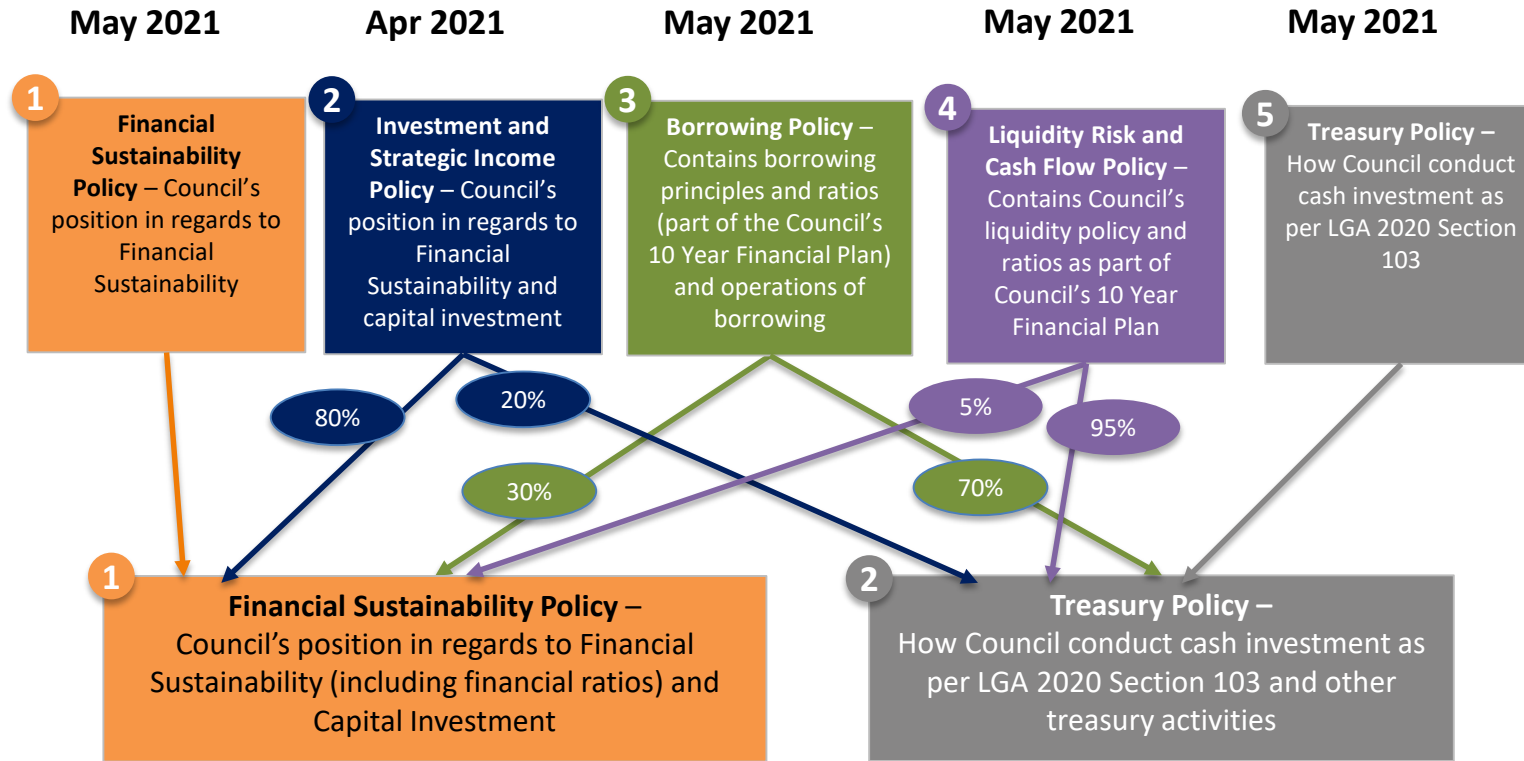 May 2021
Apr 2021
May 2021
May 2021
May 2021
1
Financial
Sustainability
Policy – Council’s
position in regards to
Financial
Sustainability
2
Investment and
Strategic Income
Policy – Council’s
position in regards to
Financial
Sustainability and
capital investment
3
Borrowing Policy –
Contains borrowing
principles and ratios
(part of the Council’s
10 Year Financial Plan)
and operations of
borrowing
4
Liquidity Risk and
Cash Flow Policy –
Contains Council’s
liquidity policy and
ratios as part of
Council’s 10 Year
Financial Plan
5
Treasury Policy –
How Council conduct
cash investment as
per LGA 2020 Section
103
80%
20%
30%
5%
95%
70%
1
Financial Sustainability Policy –
Council’s position in regards to Financial
Sustainability (including financial ratios) and
Capital Investment
2
Treasury Policy –
How Council conduct cash investment as
per LGA 2020 Section 103 and other
treasury activities